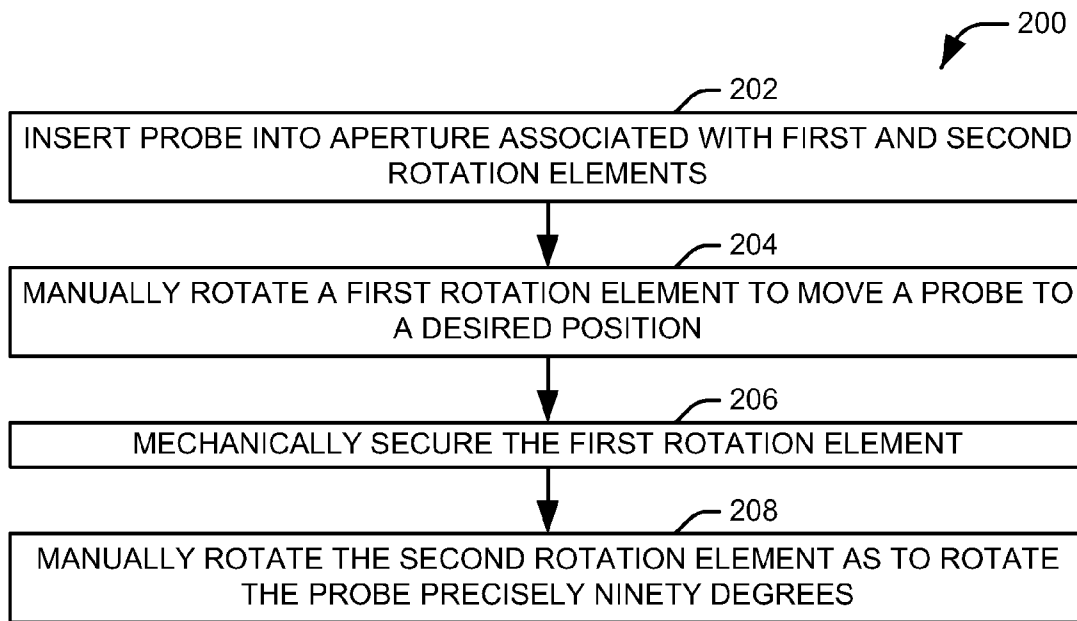 200
202
INSERT PROBE INTO APERTURE ASSOCIATED WITH FIRST AND SECOND
ROTATION ELEMENTS
204
MANUALLY ROTATE A FIRST ROTATION ELEMENT TO MOVE A PROBE TO
A DESIRED POSITION
206
MECHANICALLY SECURE THE FIRST ROTATION ELEMENT
208
MANUALLY ROTATE THE SECOND ROTATION ELEMENT AS TO ROTATE
THE PROBE PRECISELY NINETY DEGREES